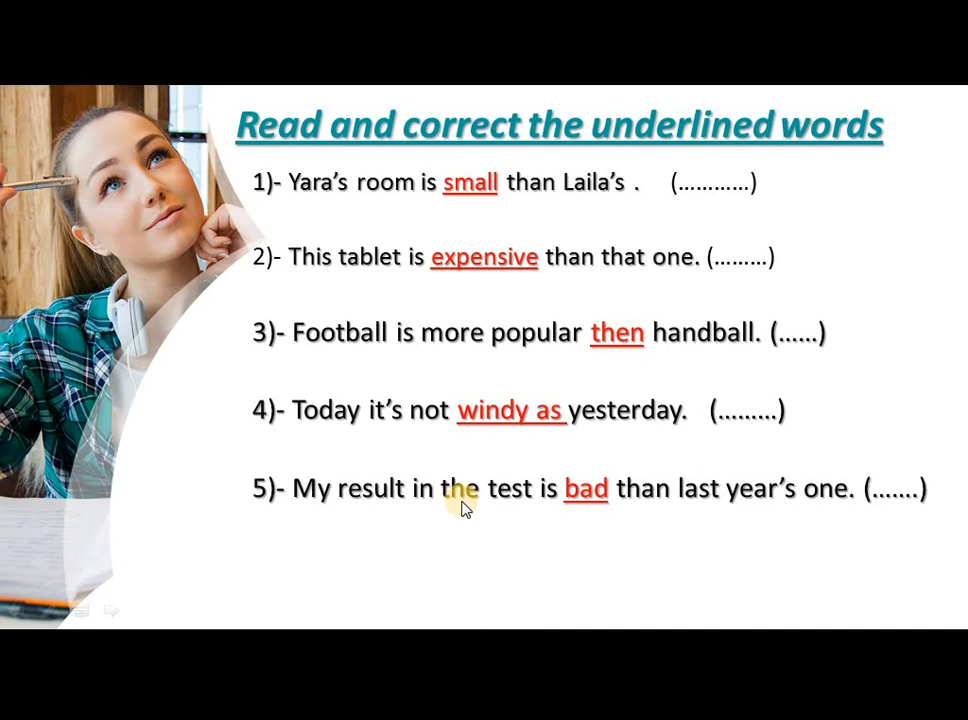 Read and correct the underlined words
1)- Yara’s room is small than Laila’s . (…………)
2)- This tablet is expensive than that one. (………)
3)- Football is more popular then handball. (……)
4)- Today it’s not windy as yesterday. (………)
5)- My result in the test is bad than last year’s one. (…….)